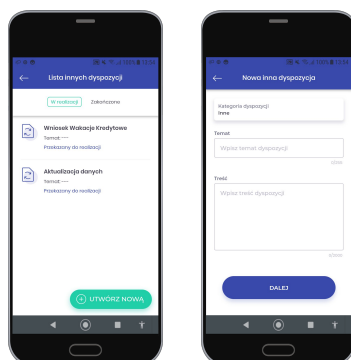 Lista innych dyspozycji
W realizacji
Zakończone
Wniosek Wakacje Kredytowe
Temat: ---
Przekazany do realizacji
Aktualizacja danych
Temat: ---
Przekazany do realizacji
UTWÓRZ NOWĄ
Nowa inna dyspozycja
Kategoria dyspozycji
Inne
Temat
Wpisz temat dyspozycji
Treść
Wpisz treść dyspozycji
DALEJ